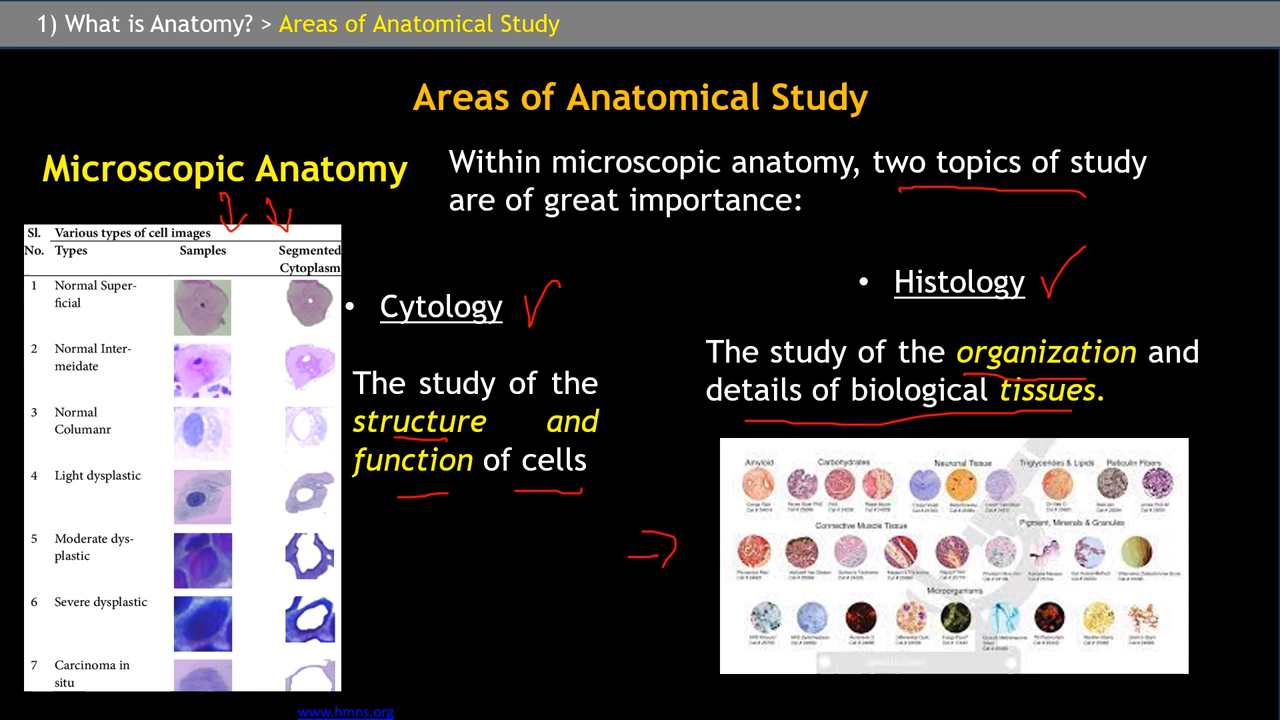 1) What is Anatomy? > Areas of Anatomical Study
Areas of Anatomical Study
Microscopic Anatomy
Within microscopic anatomy, two topics of study
are of great importance:
Sl. Various types of cell images
No. Types Samples Segmented
Cytoplasm
1 Normal Super-
ficial
2 Normal Inter-
meidate
3 Normal
Columanr
4 Light dysplastic
5 Moderate dys-
plastic
6 Severe dysplastic
7 Carcinoma in
situ
• Cytology
The study of the
structure and
function of cells
• Histology
The study of the organization and
details of biological tissues.
Amyloid Carbohydrates Neuronal Tissue Triglycerides & Lipids Reticulin Fibers
Connective Muscle Tissue Pigment, Minerals & Granules
Microorganisms
www.hmns.org